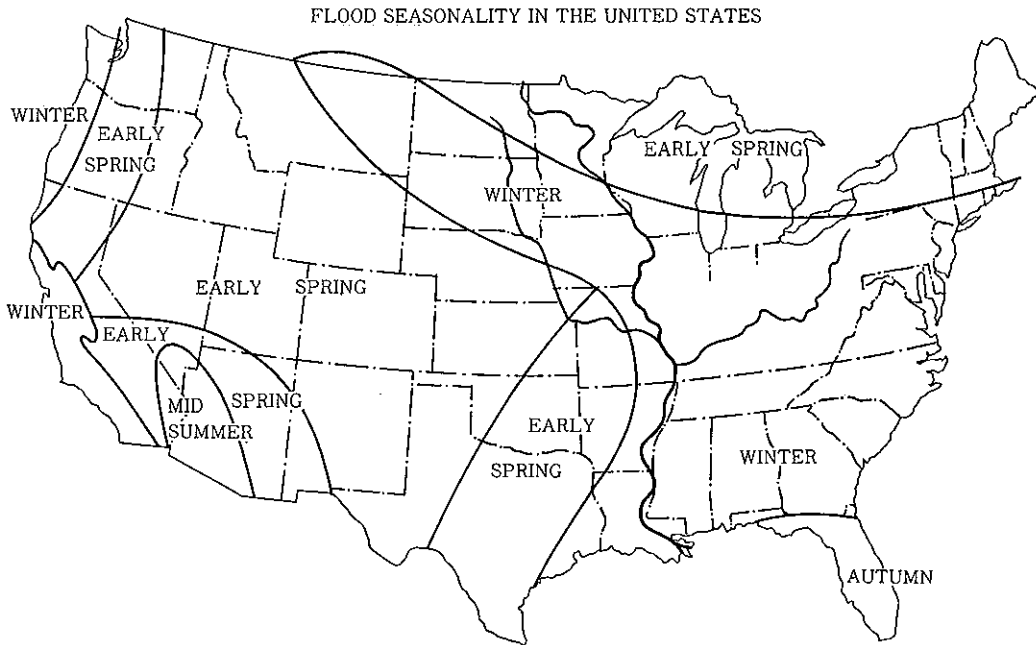 FLOOD SEASONALITY IN THE UNITED STATES
WINTER
EARLY
SPRING
EARLY SPRING
WINTER
EARLY SPRING
WINTER
EARLY
SPRING
MID
SUMMER
EARLY
SPRING
WINTER
AUTUMN